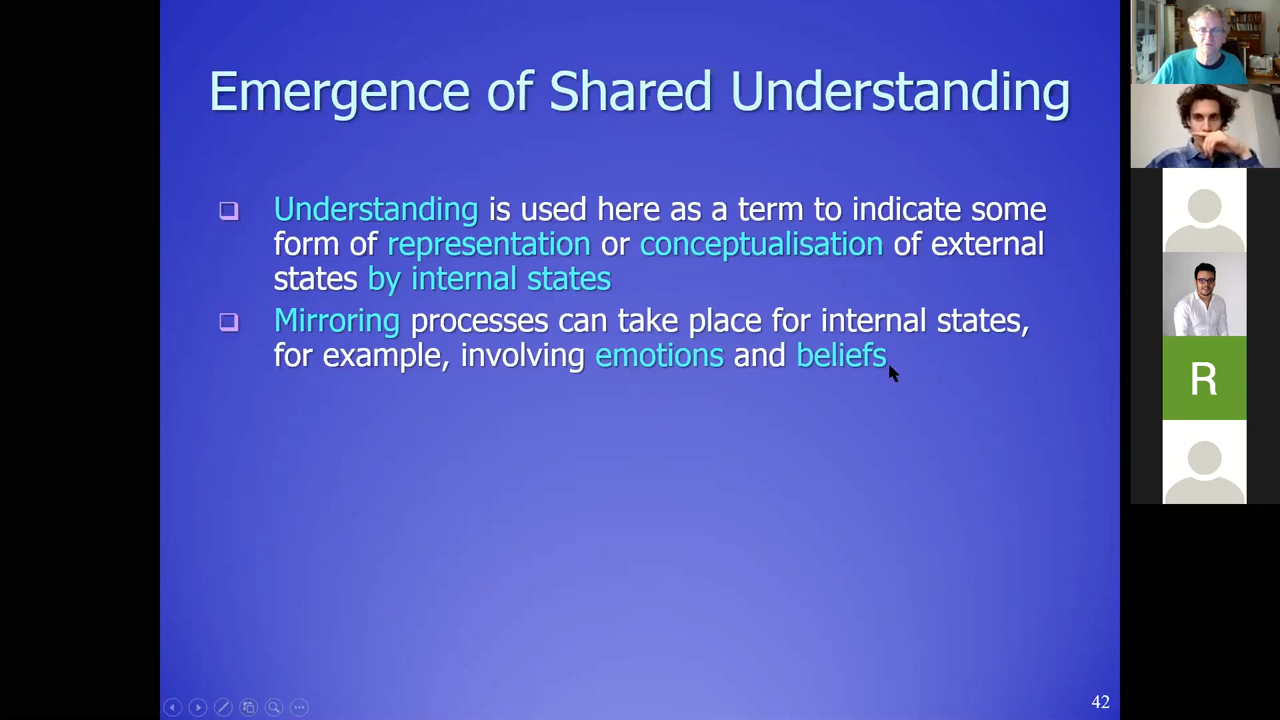 Emergence of Shared Understanding
Understanding is used here as a term to indicate some
form of representation or conceptualisation of external
states by internal states
Mirroring processes can take place for internal states,
for example, involving emotions and beliefs
R
42